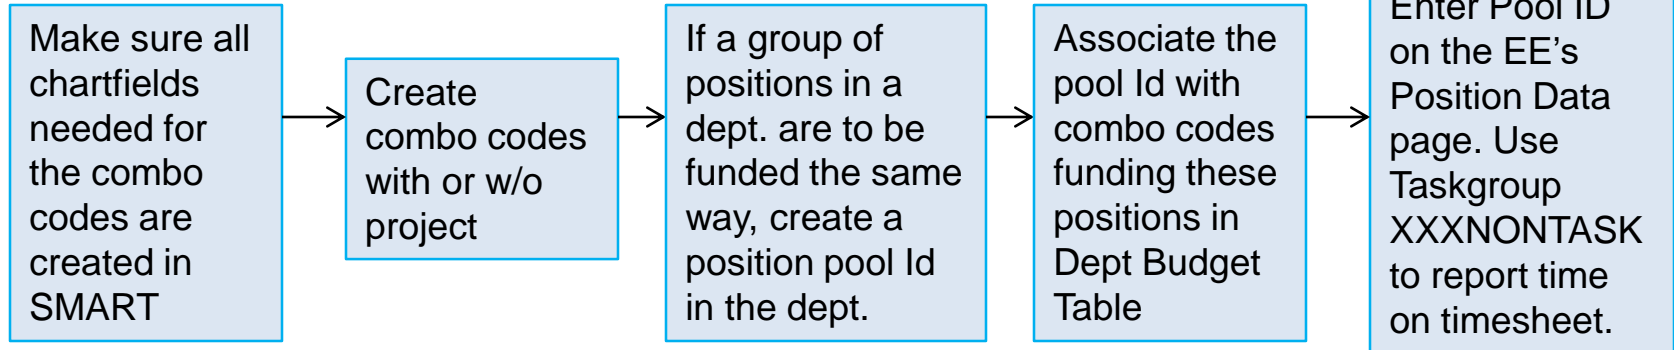 Make sure all
chartfields
needed for
the combo
codes are
created in
SMART
Create
combo codes
with or w/o
project
If a group of
positions in a
dept. are to be
funded the same
way, create a
position pool Id
in the dept.
Associate the
pool Id with
combo codes
funding these
positions in
Dept Budget
Table
Enter Pool ID
on the EE’s
Position Data
page. Use
Taskgroup
XXXNONTASK
to report time
on timesheet.